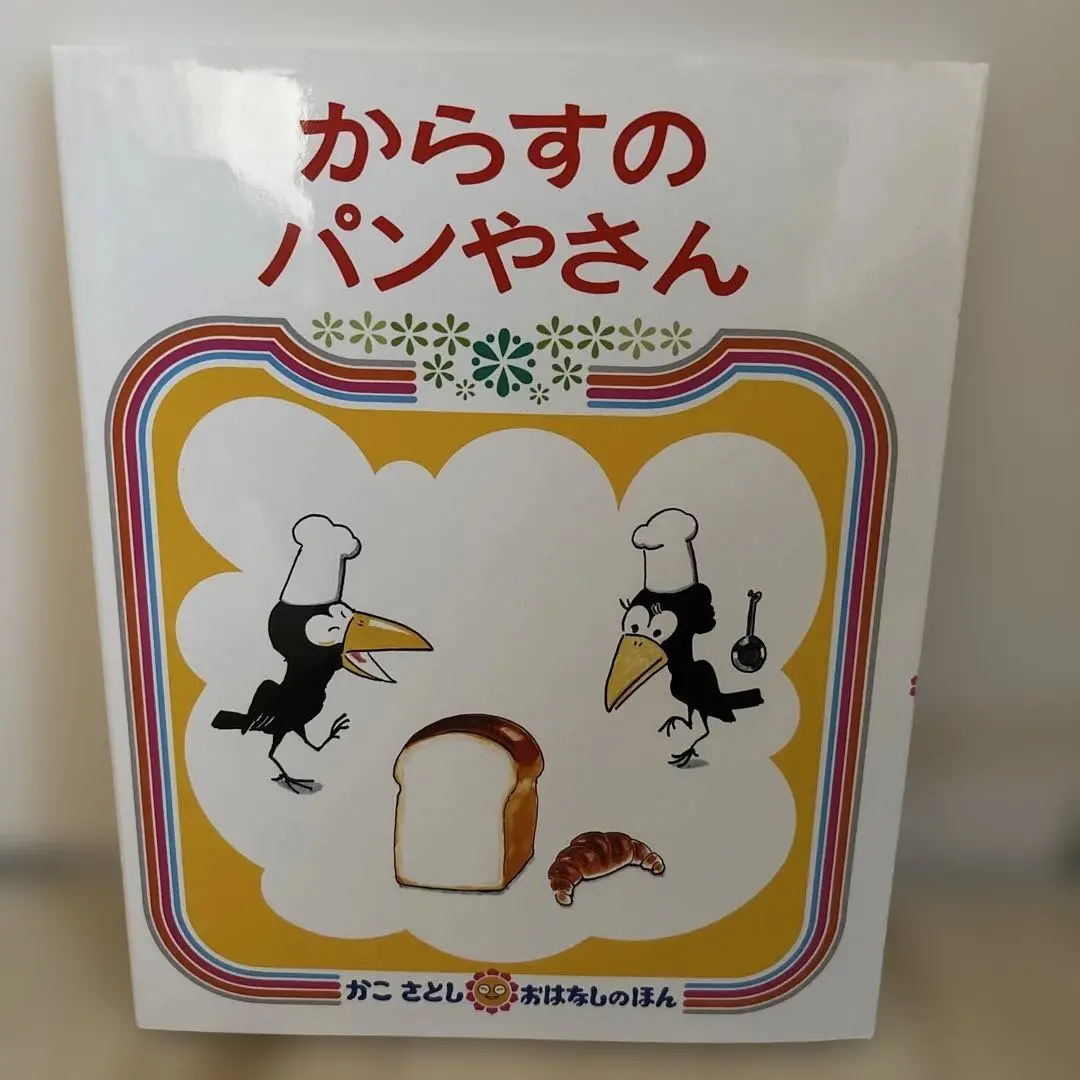 からすの
パンやさん
かこ さとし おはなしのほん